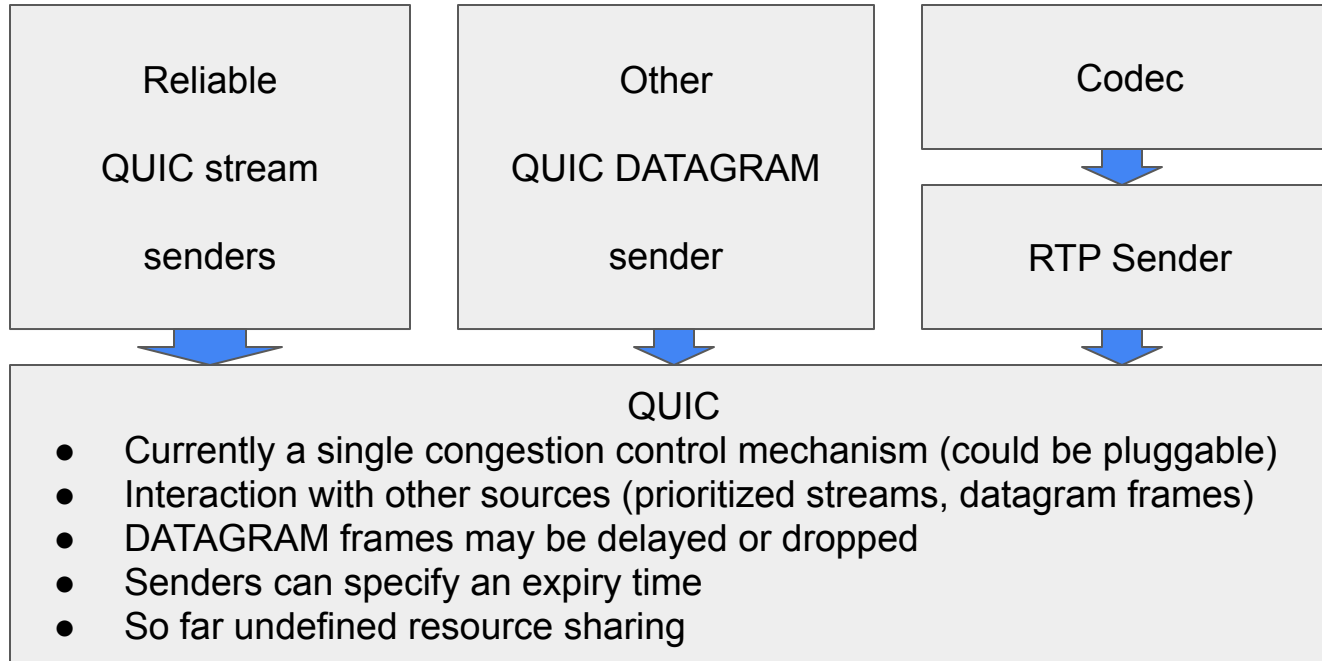 Reliable
QUIC stream
senders
Other
QUIC DATAGRAM
sender
Codec
RTP Sender
QUIC
● Currently a single congestion control mechanism (could be pluggable)
● Interaction with other sources (prioritized streams, datagram frames)
● DATAGRAM frames may be delayed or dropped
● Senders can specify an expiry time
● So far undefined resource sharing